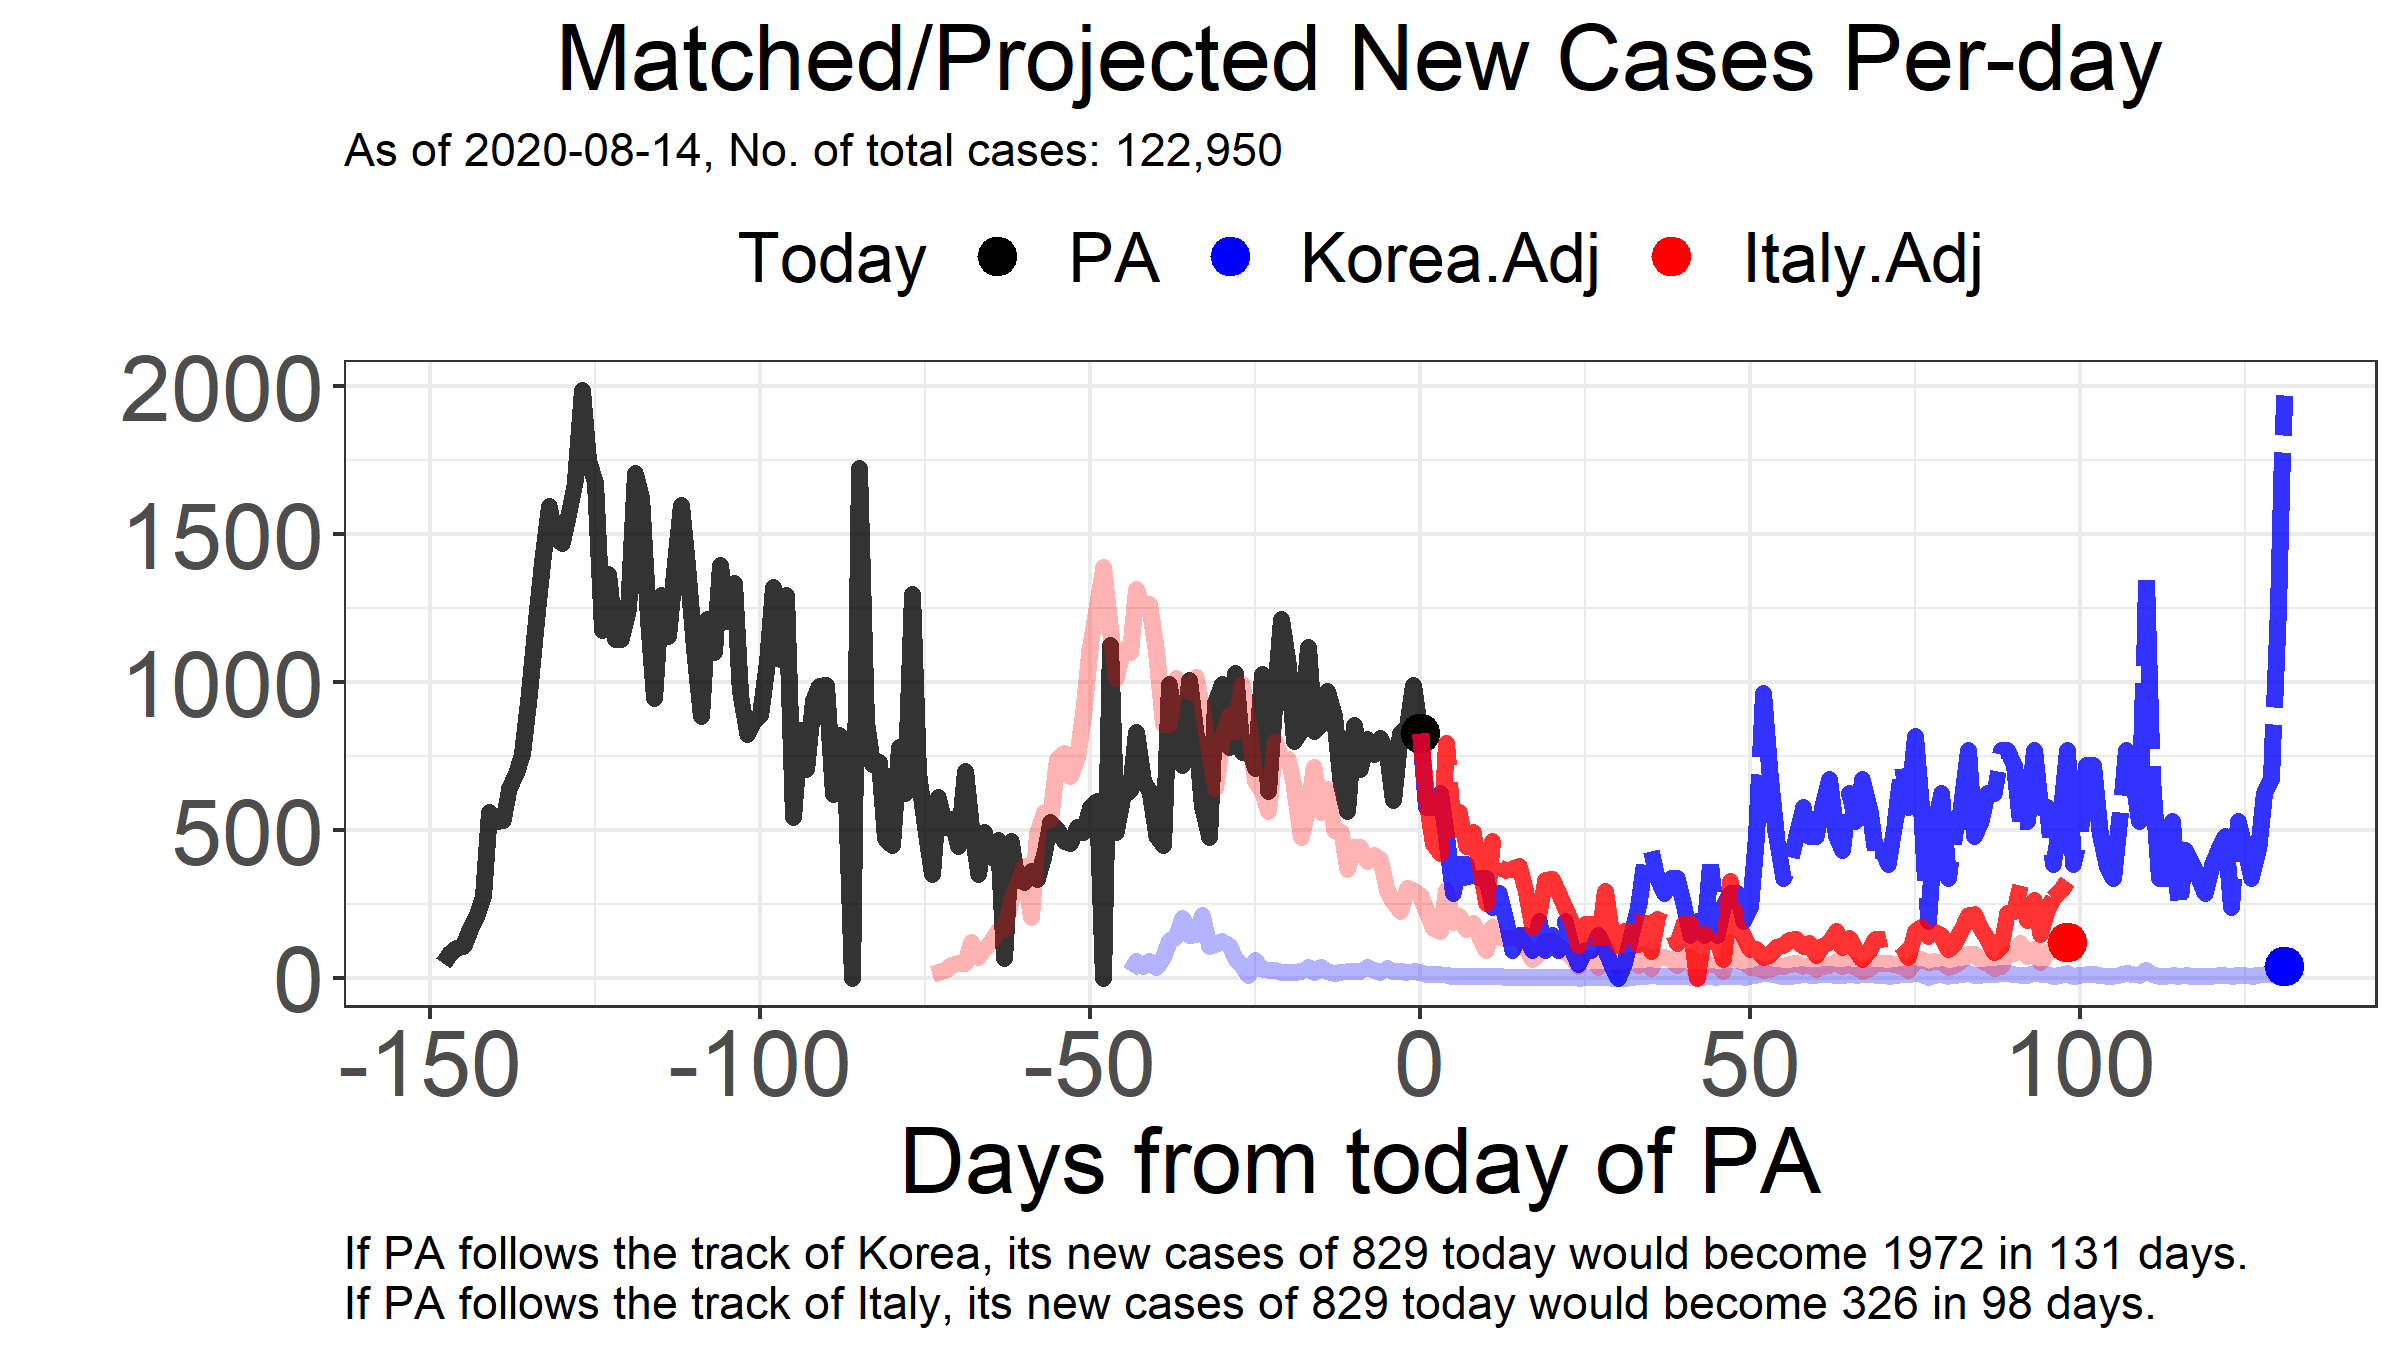 Matched/Projected New Cases Per-day
As of 2020-08-14, No. of total cases: 122,950
Today PA Korea.Adj Italy.Adj
2000
1500
1000
500
0
-150 -100 -50 0 50 100
Days from today of PA
If PA follows the track of Korea, its new cases of 829 today would become 1972 in 131 days.
If PA follows the track of Italy, its new cases of 829 today would become 326 in 98 days.